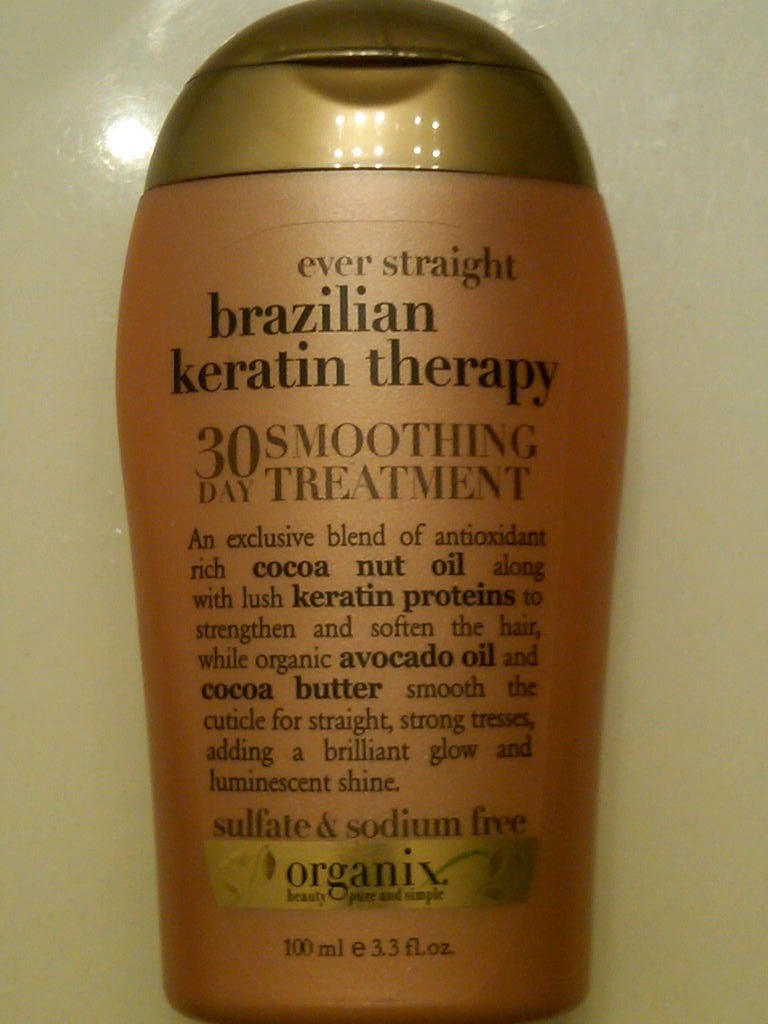 ever straight
brazilian
keratin therapy
30 SMOOTHING
DAY TREATMENT
An exclusive blend of antioxidant
rich cocoa nut oil along
with lush keratin proteins to
strengthen and soften the hair,
while organic avocado oil and
cocoa butter smooth the
cuticle for straight, strong tresses,
adding a brilliant glow and
luminescent shine.
sulfate & sodium free
organix.
beauty pure and simple
100 ml e 3.3 fl.oz.